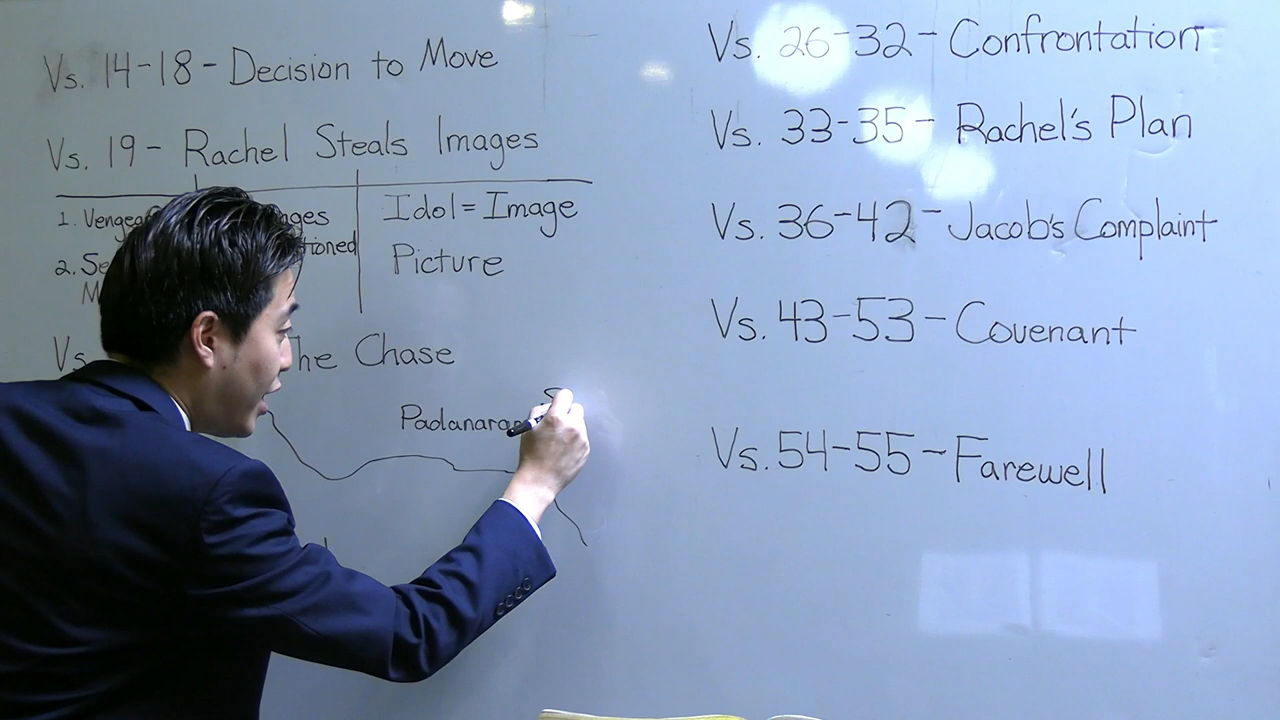 Vs. 14-18 - Decision to Move
Vs. 19 - Rachel Steals Images
1. Vengea
ages
2. Se
tioned
M
Idol = Image
Picture
Vs.
The Chase
Padanaram
Vs. 26-32 - Confrontation
Vs. 33-35 - Rachel's Plan
Vs. 36-42 - Jacob's Complaint
Vs. 43-53 - Covenant
Vs. 54-55 - Farewell